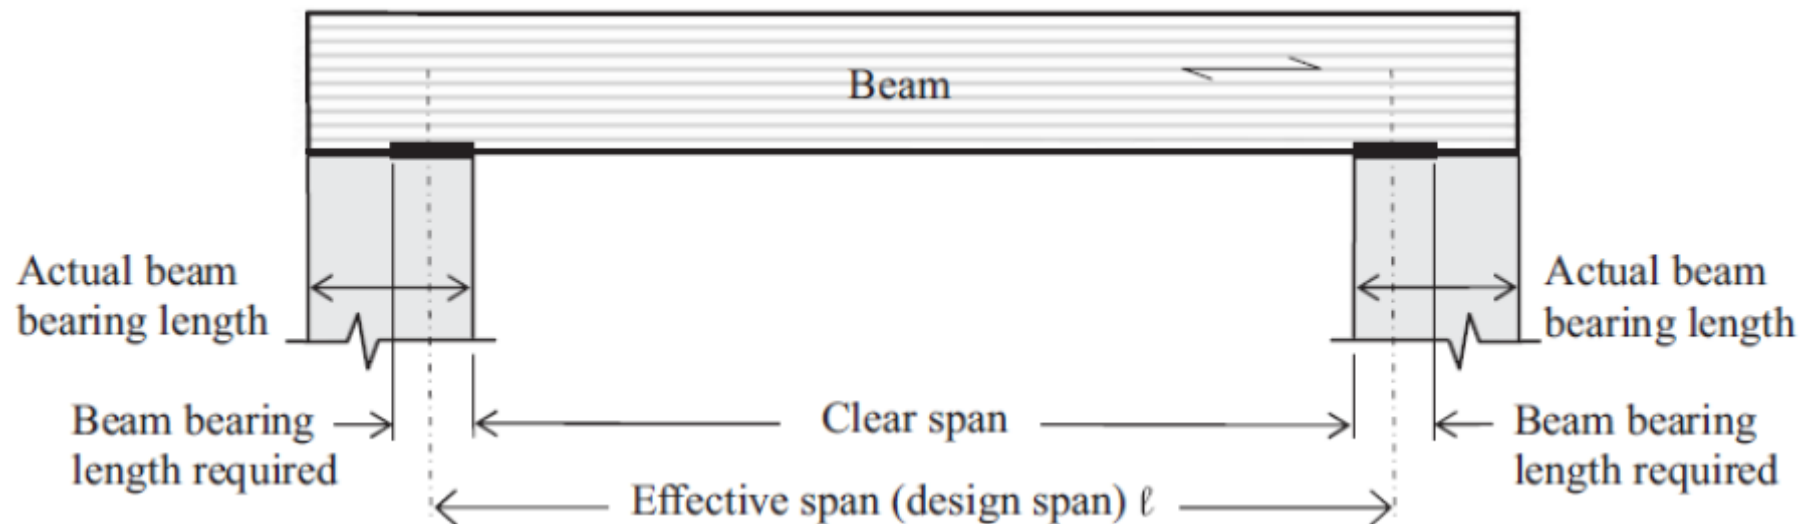 Beam
Actual beam
bearing length
Actual beam
bearing length
Beam bearing
length required
Clear span
Beam bearing
length required
Effective span (design span) ℓ